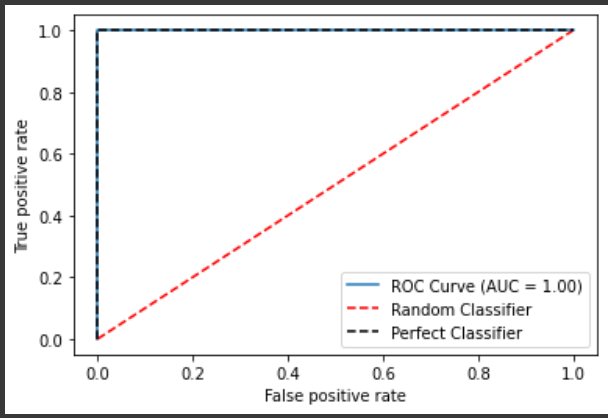 1.0
0.8
0.6
0.4
0.2
0.0
True positive rate
ROC Curve (AUC = 1.00)
Random Classifier
Perfect Classifier
0.0 0.2 0.4 0.6 0.8 1.0
False positive rate